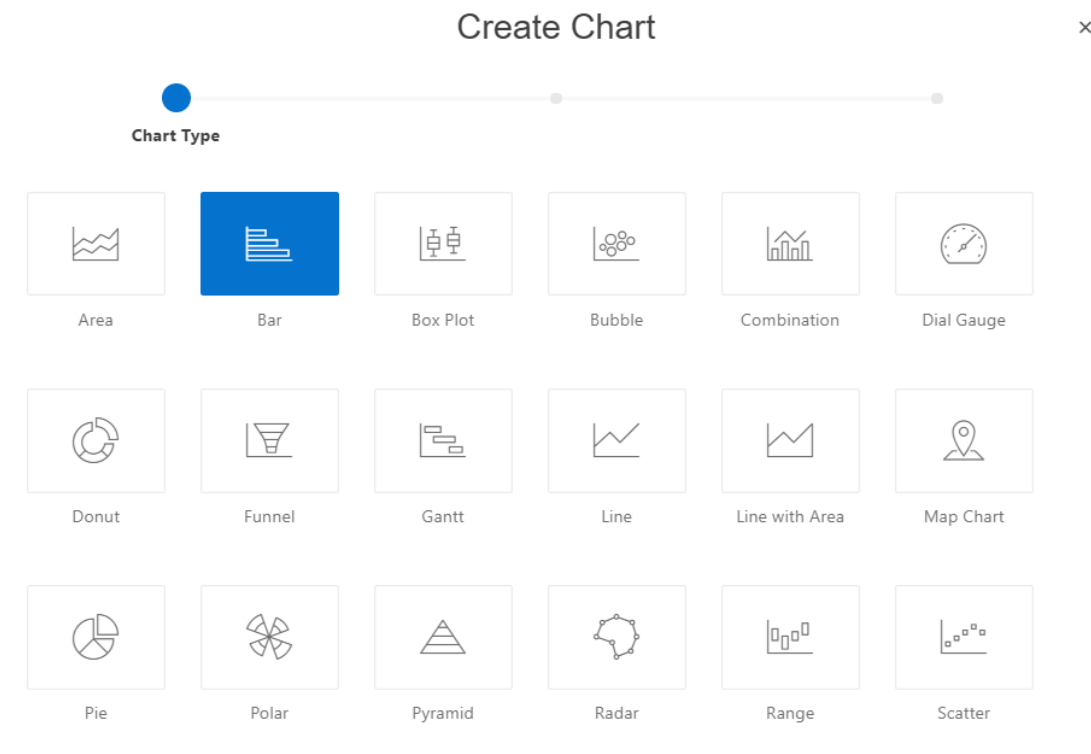 Create Chart
×
Chart Type
Area Bar Box Plot Bubble Combination Dial Gauge
Donut Funnel Gantt Line Line with Area Map Chart
Pie Polar Pyramid Radar Range Scatter